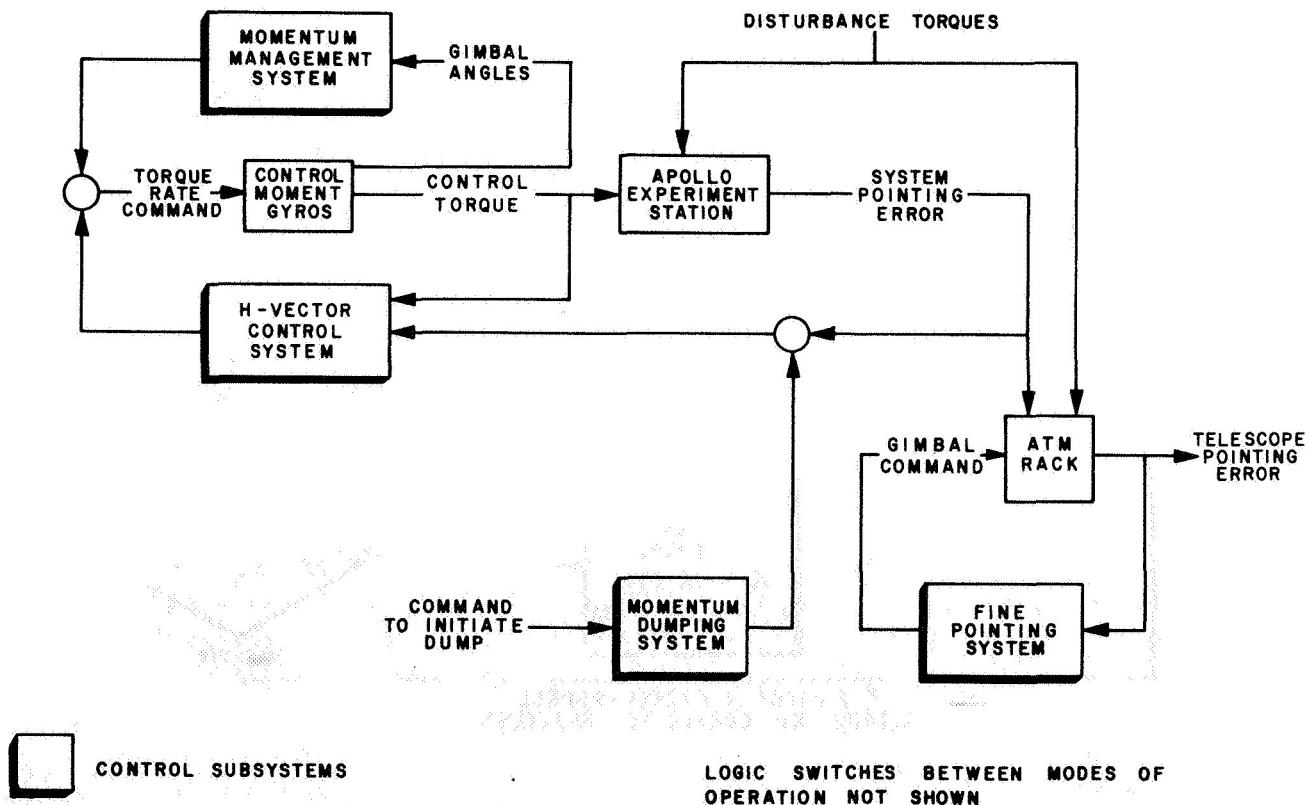 DISTURBANCE TORQUES
MOMENTUM
MANAGEMENT
SYSTEM
GIMBAL
ANGLES
TORQUE
RATE
COMMAND
CONTROL
MOMENT
GYROS
CONTROL
TORQUE
APOLLO
EXPERIMENT
STATION
SYSTEM
POINTING
ERROR
H-VECTOR
CONTROL
SYSTEM
GIMBAL
COMMAND
ATM
RACK
TELESCOPE
POINTING
ERROR
COMMAND
TO INITIATE
DUMP
MOMENTUM
DUMPING
SYSTEM
FINE
POINTING
SYSTEM
CONTROL SUBSYSTEMS
LOGIC SWITCHES BETWEEN MODES OF
OPERATION NOT SHOWN